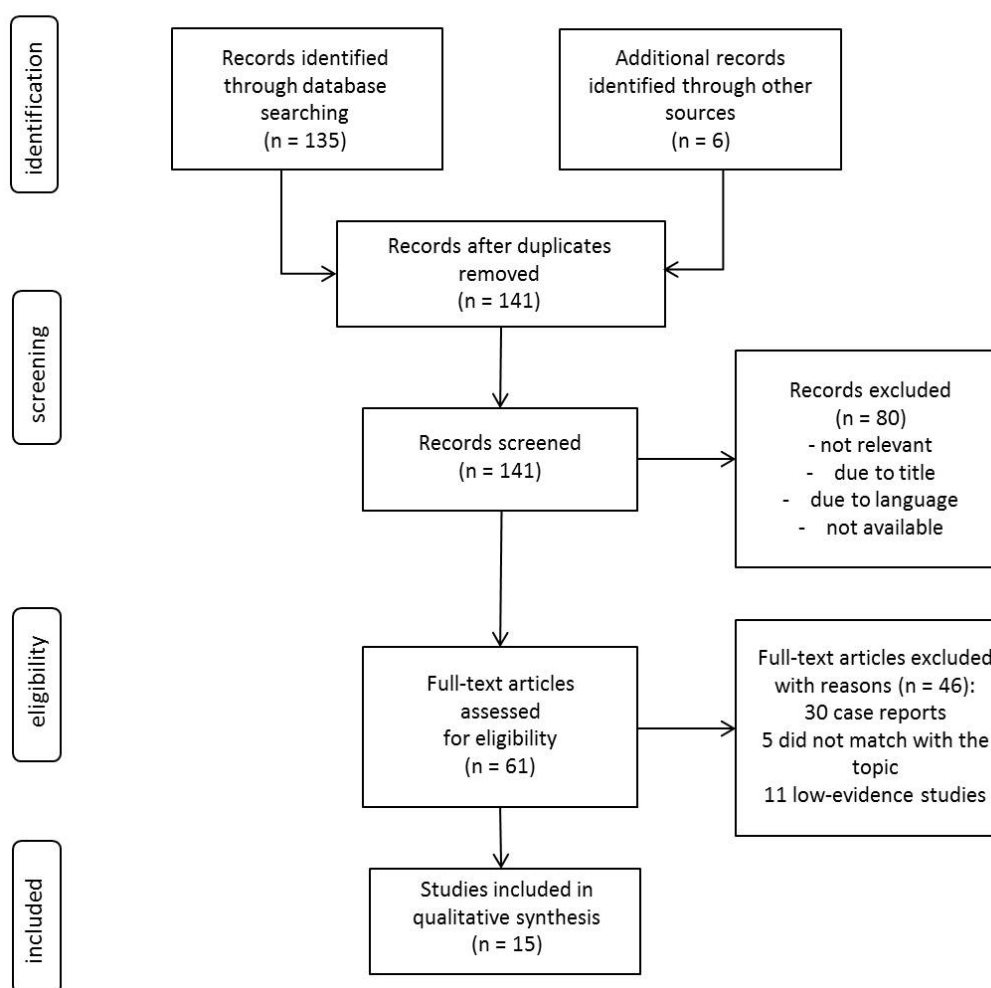 identification
Records identified
through database
searching
(n = 135)
Additional records
identified through other
sources
(n = 6)
Records after duplicates
removed
(n = 141)
screening
Records screened
(n = 141)
Records excluded
(n = 80)
- not relevant
- due to title
- due to language
- not available
eligibility
Full-text articles
assessed
for eligibility
(n = 61)
Full-text articles excluded
with reasons (n = 46):
30 case reports
5 did not match with the
topic
11 low-evidence studies
included
Studies included in
qualitative synthesis
(n = 15)